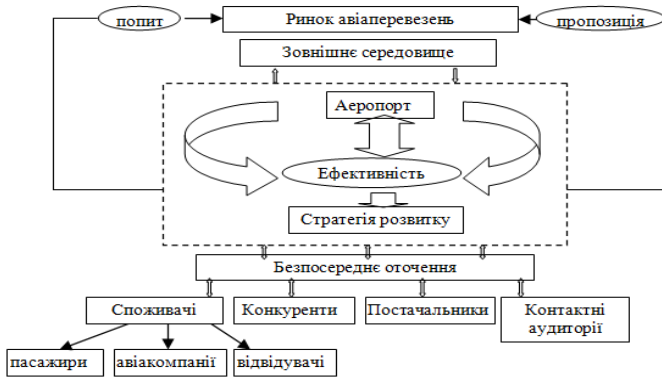 попит
Ринок авіаперевезень
пропозиція
Зовнішнє середовище
Аеропорт
Ефективність
Стратегія розвитку
Безпосереднє оточення
Споживачі
Конкуренти
Постачальники
Контактні
аудиторії
пасажири
авіакомпанії
відвідувачі